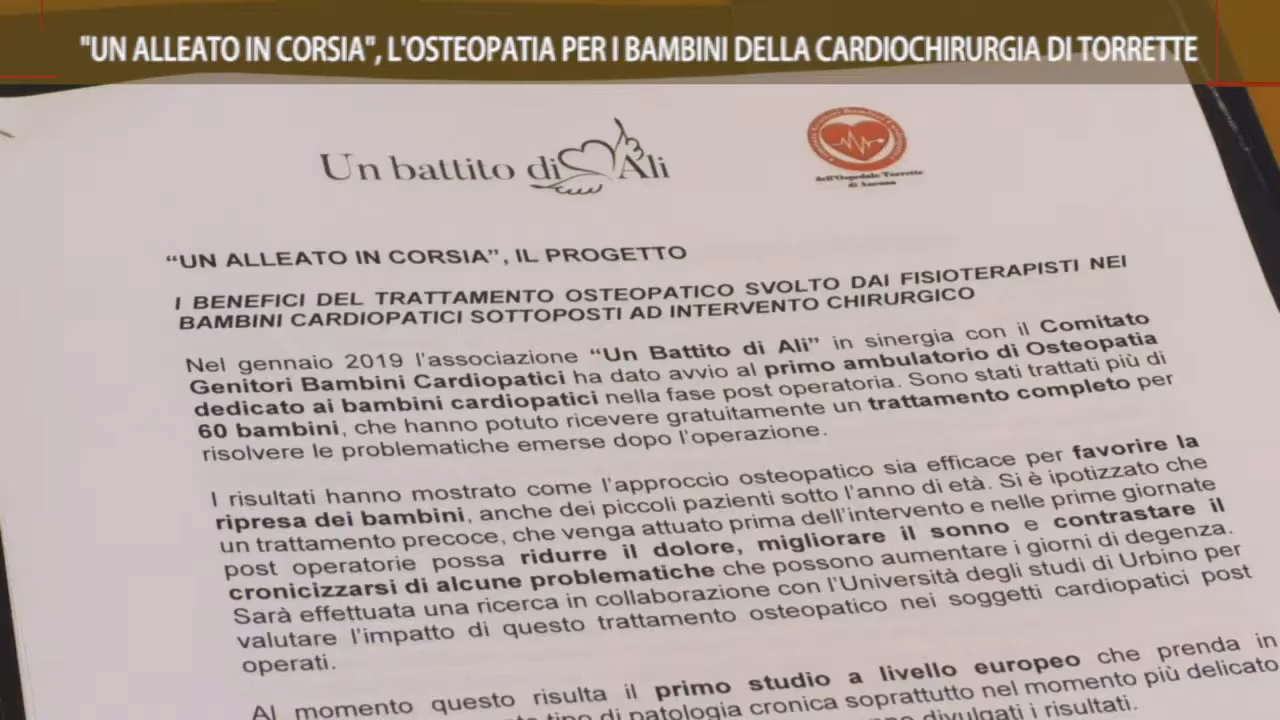 "UN ALLEATO IN CORSIA", L'OSTEOPATIA PER I BAMBINI DELLA CARDIOCHIRURGIA DI TORRETTE
Un battito di Ali
dell'Ospedale Torrette
di Ancona
“UN ALLEATO IN CORSIA”, IL PROGETTO
I BENEFICI DEL TRATTAMENTO OSTEOPATICO SVOLTO DAI FISIOTERAPISTI NEI
BAMBINI CARDIOPATICI SOTTOPOSTI AD INTERVENTO CHIRURGICO
Nel gennaio 2019 l’associazione “Un Battito di Ali” in sinergia con il Comitato
Genitori Bambini Cardiopatici ha dato avvio al primo ambulatorio di Osteopatia
dedicato ai bambini cardiopatici nella fase post operatoria. Sono stati trattati più di
60 bambini, che hanno potuto ricevere gratuitamente un trattamento completo per
risolvere le problematiche emerse dopo l’operazione.
I risultati hanno mostrato come l’approccio osteopatico sia efficace per favorire la
ripresa dei bambini, anche dei piccoli pazienti sotto l’anno di età. Si è ipotizzato che
un trattamento precoce, che venga attuato prima dell’intervento e nelle prime giornate
post operatorie possa ridurre il dolore, migliorare il sonno e contrastare il
cronicizzarsi di alcune problematiche che possono aumentare i giorni di degenza.
Sarà effettuata una ricerca in collaborazione con l’Università degli studi di Urbino per
valutare l’impatto di questo trattamento osteopatico nei soggetti cardiopatici post
operati.
Al momento questo risulta il primo studio a livello europeo che prenda in
tipo di patologia cronica soprattutto nel momento più delicato
divulgati i risultati.